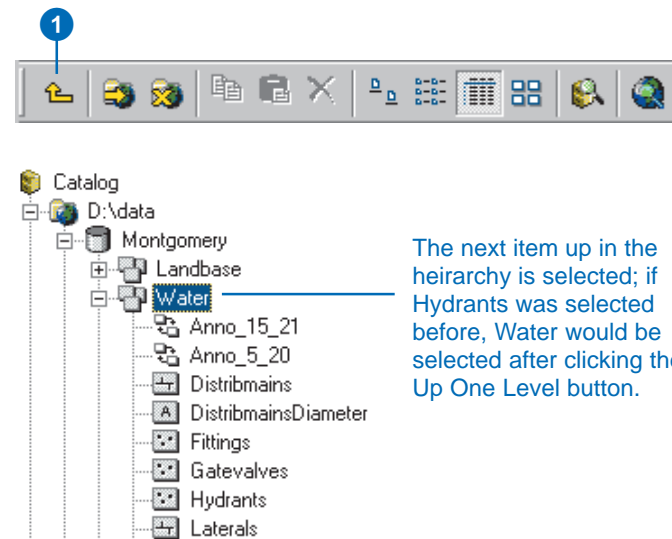 1
Catalog
D:\data
Montgomery
Landbase
Water
Anno_15_21
Anno_5_20
Distribmains
DistribmainsDiameter
Fittings
Gatevalves
Hydrants
Laterals
The next item up in the
heirarchy is selected; if
Hydrants was selected
before, Water would be
selected after clicking the
Up One Level button.